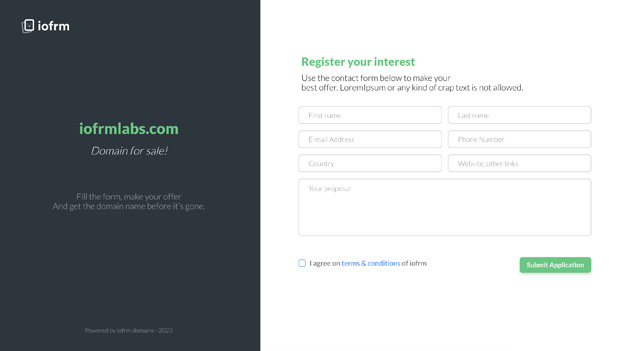 iofrm
iofrmlabs.com
Domain for sale!
Fill the form, make your offer
And get the domain name before it's gone.
Powered by iofrm domains - 2023
Register your interest
Use the contact form below to make your
best offer. LoremIpsum or any kind of crap text is not allowed.
First name
Last name
E-mail Address
Phone Number
Country
Website, other links
Your proposal
I agree on terms & conditions of iofrm
Submit Application